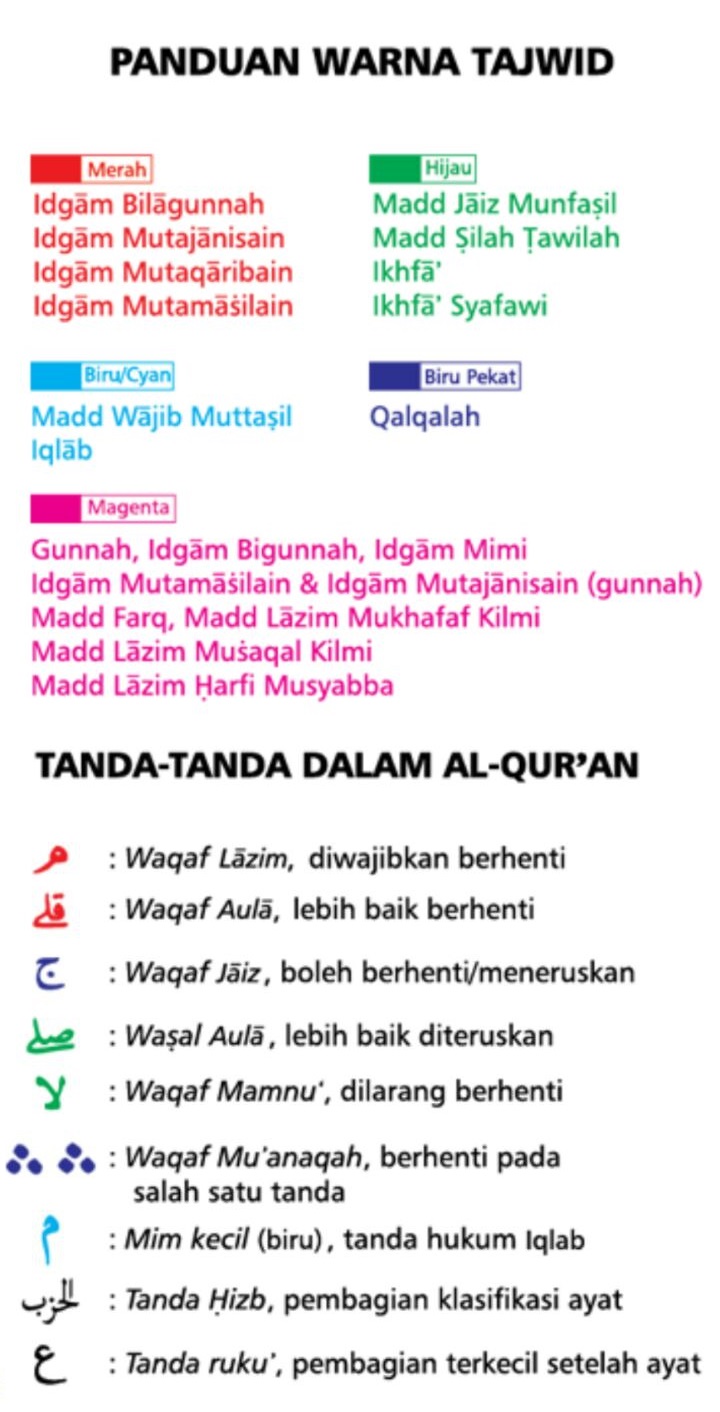 PANDUAN WARNA TAJWID
Merah
Idgām Bilāgunnah
Idgām Mutajānisain
Idgām Mutaqāribain
Idgām Mutamāṡilain
Hijau
Madd Jāiz Munfaṣil
Madd Ṣilah Ṭawilah
Ikhfā'
Ikhfā' Syafawi
Biru/Cyan
Madd Wājib Muttaṣil
Iqlāb
Biru Pekat
Qalqalah
Magenta
Gunnah, Idgām Bigunnah, Idgām Mimi
Idgām Mutamāṡilain & Idgām Mutajānisain (gunnah)
Madd Farq, Madd Lāzim Mukhafaf Kilmi
Madd Lāzim Muṡaqal Kilmi
Madd Lāzim Ḥarfi Musyabba
TANDA-TANDA DALAM AL-QUR'AN
م : Waqaf Lāzim, diwajibkan berhenti
قلے : Waqaf Aulā, lebih baik berhenti
ج : Waqaf Jāiz, boleh berhenti/meneruskan
صلے : Waṣal Aulā, lebih baik diteruskan
لا : Waqaf Mamnu', dilarang berhenti
∴ ∴ : Waqaf Mu'anaqah, berhenti pada
salah satu tanda
م : Mim kecil (biru), tanda hukum Iqlab
الحزب : Tanda Ḥizb, pembagian klasifikasi ayat
ع : Tanda ruku', pembagian terkecil setelah ayat